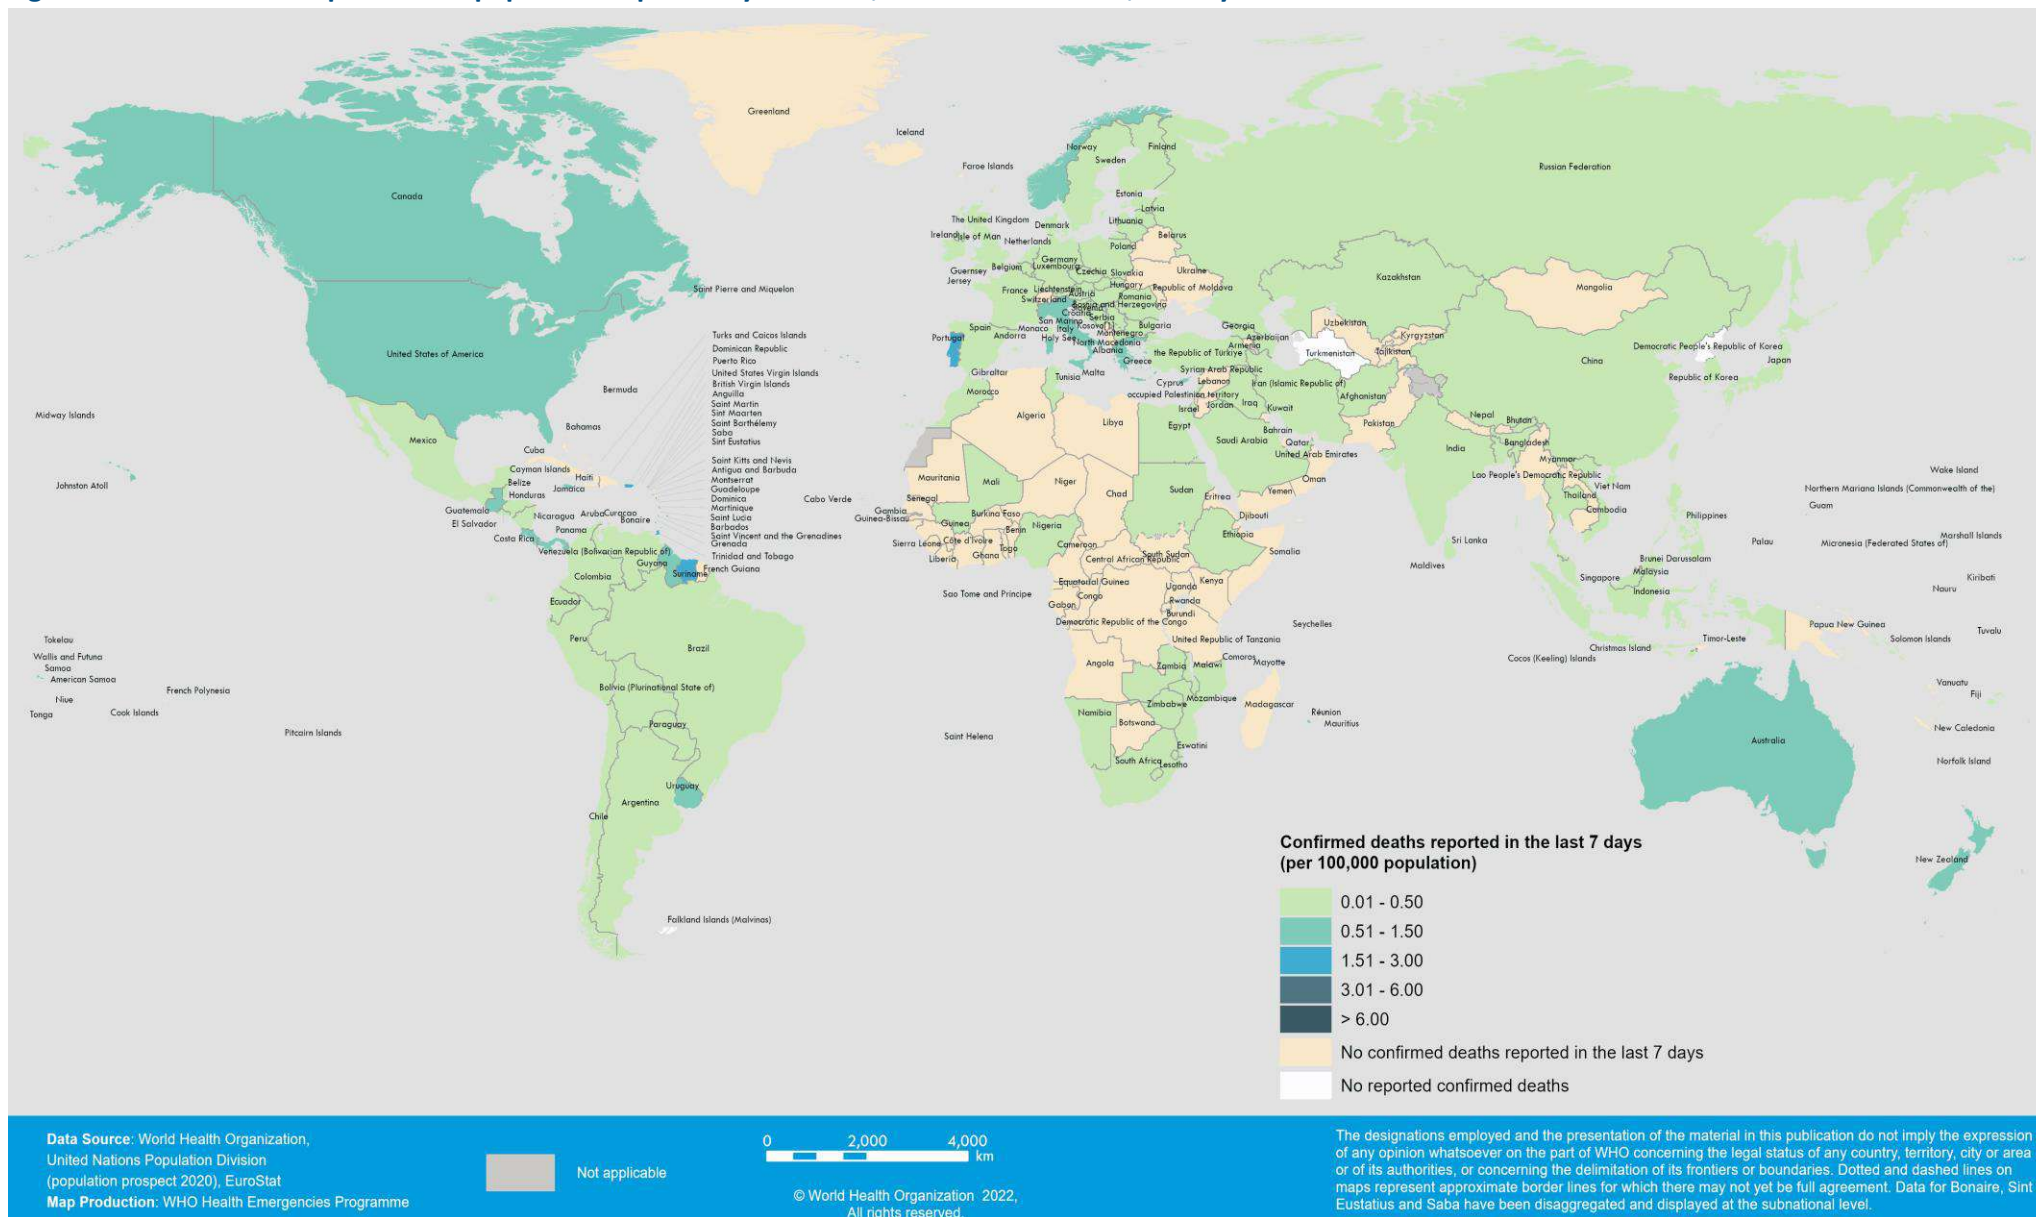 Greenland
Iceland
Faroe Islands
Norway
Sweden
Finland
Russian Federation
Canada
Estonia
Latvia
Lithuania
The United Kingdom
Denmark
Ireland
Isle of Man
Netherlands
Belarus
Poland
Germany
Guernsey
Belgium
Luxembourg
Czechia
Slovakia
Ukraine
Jersey
Kazakhstan
Mongolia
France
Liechtenstein
Austria
Hungary
Republic of Moldova
Saint Pierre and Miquelon
Switzerland
Romania
Bosnia and Herzegovina
Croatia
Serbia
San Marino
Italy
Kosovo[1]
Bulgaria
Spain
Monaco
Montenegro
Georgia
Uzbekistan
Kyrgyzstan
Portugal
Andorra
Holy See
North Macedonia
Azerbaijan
Armenia
Turkmenistan
Tajikistan
Democratic People's Republic of Korea
United States of America
Albania
the Republic of Türkiye
Greece
China
Japan
Turks and Caicos Islands
Dominican Republic
Puerto Rico
United States Virgin Islands
British Virgin Islands
Anguilla
Saint Martin
Sint Maarten
Saint Barthélemy
Saba
Sint Eustatius
Saint Kitts and Nevis
Antigua and Barbuda
Montserrat
Guadeloupe
Dominica
Martinique
Saint Lucia
Barbados
Saint Vincent and the Grenadines
Grenada
Trinidad and Tobago
Gibraltar
Tunisia
Malta
Syrian Arab Republic
Republic of Korea
Bermuda
Morocco
Cyprus
Lebanon
Iran (Islamic Republic of)
occupied Palestinian territory
Afghanistan
Midway Islands
Algeria
Israel
Jordan
Iraq
Kuwait
Bahamas
Libya
Egypt
Bahrain
Pakistan
Nepal
Bhutan
Mexico
Saudi Arabia
Qatar
India
Bangladesh
Cuba
United Arab Emirates
Myanmar
Cayman Islands
Haiti
Mauritania
Oman
Lao People's Democratic Republic
Wake Island
Johnston Atoll
Belize
Jamaica
Mali
Niger
Chad
Sudan
Yemen
Viet Nam
Northern Mariana Islands (Commonwealth of the)
Honduras
Cabo Verde
Senegal
Eritrea
Thailand
Guam
Guatemala
Nicaragua
Aruba
Curaçao
Gambia
Burkina Faso
Cambodia
El Salvador
Bonaire
Guinea-Bissau
Guinea
Nigeria
Djibouti
Philippines
Panama
Benin
Costa Rica
Sierra Leone
Côte d'Ivoire
Ethiopia
Sri Lanka
Palau
Marshall Islands
Venezuela (Bolivarian Republic of)
Ghana
Togo
Cameroon
South Sudan
Somalia
Micronesia (Federated States of)
Guyana
Liberia
Central African Republic
Brunei Darusalam
Colombia
Suriname
French Guiana
Maldives
Malaysia
Equatorial Guinea
Uganda
Kenya
Singapore
Kiribati
Sao Tome and Principe
Congo
Indonesia
Nauru
Ecuador
Gabon
Rwanda
Burundi
Democratic Republic of the Congo
Seychelles
Papua New Guinea
Tokelau
Peru
United Republic of Tanzania
Timor-Leste
Solomon Islands
Tuvalu
Brazil
Christmas Island
Wallis and Futuna
Cocos (Keeling) Islands
Samoa
Angola
Zambia
Malawi
Comoros
Mayotte
American Samoa
Bolivia (Plurinational State of)
Vanuatu
French Polynesia
Fiji
Niue
Mozambique
Tonga
Cook Islands
Zimbabwe
Madagascar
Réunion
Paraguay
Namibia
Botswana
Mauritius
New Caledonia
Pitcairn Islands
Saint Helena
Eswatini
Australia
South Africa
Lesotho
Norfolk Island
Uruguay
Argentina
Chile
New Zealand
Falkland Islands (Malvinas)
Confirmed deaths reported in the last 7 days
(per 100,000 population)
0.01 - 0.50
0.51 - 1.50
1.51 - 3.00
3.01 - 6.00
> 6.00
No confirmed deaths reported in the last 7 days
No reported confirmed deaths
Data Source: World Health Organization,
United Nations Population Division
(population prospect 2020), EuroStat
Map Production: WHO Health Emergencies Programme
Not applicable
0 2,000 4,000
km
© World Health Organization 2022,
All rights reserved.
The designations employed and the presentation of the material in this publication do not imply the expression
of any opinion whatsoever on the part of WHO concerning the legal status of any country, territory, city or area
or of its authorities, or concerning the delimitation of its frontiers or boundaries. Dotted and dashed lines on
maps represent approximate border lines for which there may not yet be full agreement. Data for Bonaire, Sint
Eustatius and Saba have been disaggregated and displayed at the subnational level.